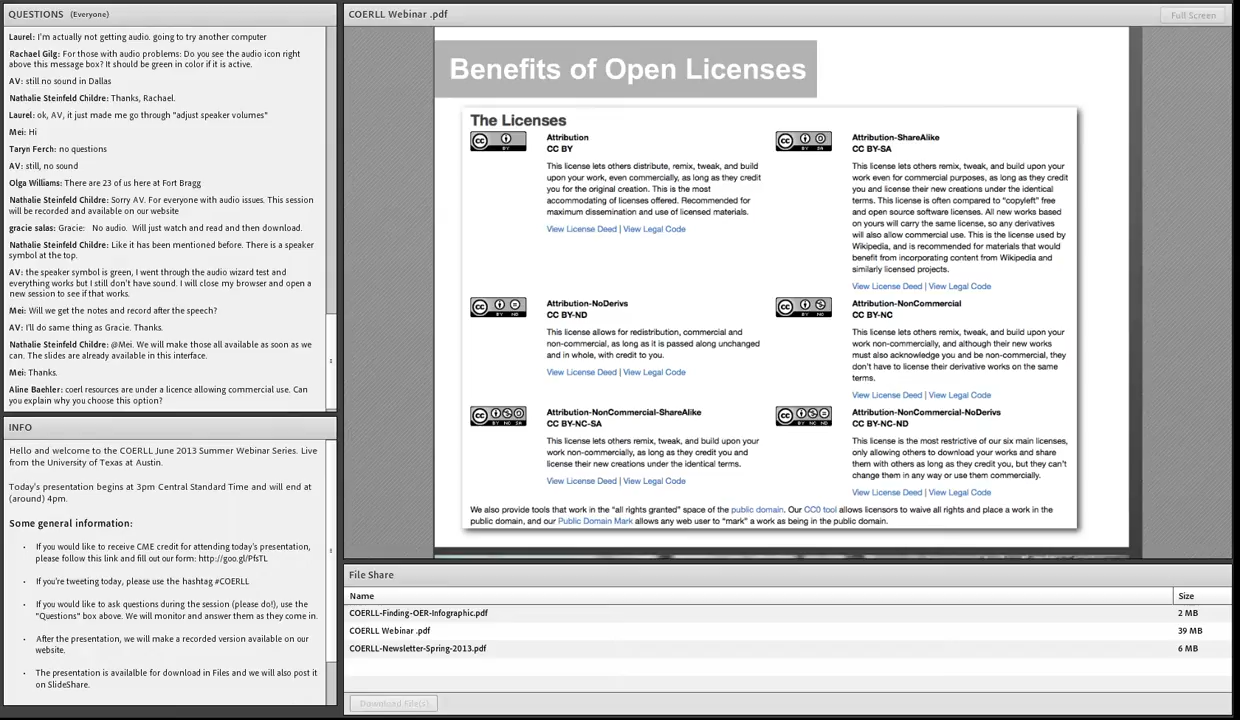 QUESTIONS (Everyone)
Laurel: I'm actually not getting audio. going to try another computer
Rachael Gilg: For those with audio problems: Do you see the audio icon right
above this message box? It should be green in color if it is active.
AV: still no sound in Dallas
Nathalie Steinfeld Childre: Thanks, Rachael.
Laurel: ok, AV, it just made me go through "adjust speaker volumes"
Mei: Hi
Taryn Ferch: no questions
AV: still, no sound
Olga Williams: There are 23 of us here at Fort Bragg
Nathalie Steinfeld Childre: Sorry AV. For everyone with audio issues. This session
will be recorded and available on our website
gracie salas: Gracie: No audio. Will just watch and read and then download.
Nathalie Steinfeld Childre: Like it has been mentioned before. There is a speaker
symbol at the top.
AV: the speaker symbol is green, I went through the audio wizard test and
everything works but I still don't have sound. I will close my browser and open a
new session to see if that works.
Mei: Will we get the notes and record after the speech?
AV: I'll do same thing as Gracie. Thanks.
Nathalie Steinfeld Childre: @Mei. We will make those all available as soon as we
can. The slides are already available in this interface.
Mei: Thanks.
Aline Baehler: coerl resources are under a licence allowing commercial use. Can
you explain why you choose this option?
INFO
Hello and welcome to the COERLL June 2013 Summer Webinar Series. Live
from the University of Texas at Austin.
Today's presentation begins at 3pm Central Standard Time and will end at
(around) 4pm.
Some general information:
• If you would like to receive CME credit for attending today's presentation,
please follow this link and fill out our form: http://goo.gl/PfsTL
• If you're tweeting today, please use the hashtag #COERLL
• If you would like to ask questions during the session (please do!), use the
"Questions" box above. We will monitor and answer them as they come in.
• After the presentation, we will make a recorded version available on our
website.
• The presentation is available for download in Files and we will also post it
on SlideShare.
COERLL Webinar .pdf
Full Screen
Benefits of Open Licenses
The Licenses
cc BY
Attribution
CC BY
This license lets others distribute, remix, tweak, and build
upon your work, even commercially, as long as they credit
you for the original creation. This is the most
accommodating of licenses offered. Recommended for
maximum dissemination and use of licensed materials.
View License Deed | View Legal Code
cc BY SA
Attribution-ShareAlike
CC BY-SA
This license lets others remix, tweak, and build upon your
work even for commercial purposes, as long as they credit
you and license their new creations under the identical
terms. This license is often compared to “copyleft” free
and open source software licenses. All new works based
on yours will carry the same license, so any derivatives
will also allow commercial use. This is the license used by
Wikipedia, and is recommended for materials that would
benefit from incorporating content from Wikipedia and
similarly licensed projects.
View License Deed | View Legal Code
cc BY ND
Attribution-NoDerivs
CC BY-ND
This license allows for redistribution, commercial and
non-commercial, as long as it is passed along unchanged
and in whole, with credit to you.
View License Deed | View Legal Code
cc BY NC
Attribution-NonCommercial
CC BY-NC
This license lets others remix, tweak, and build upon your
work non-commercially, and although their new works
must also acknowledge you and be non-commercial, they
don’t have to license their derivative works on the same
terms.
View License Deed | View Legal Code
cc BY NC SA
Attribution-NonCommercial-ShareAlike
CC BY-NC-SA
This license lets others remix, tweak, and build upon your
work non-commercially, as long as they credit you and
license their new creations under the identical terms.
View License Deed | View Legal Code
cc BY NC ND
Attribution-NonCommercial-NoDerivs
CC BY-NC-ND
This license is the most restrictive of our six main licenses,
only allowing others to download your works and share
them with others as long as they credit you, but they can’t
change them in any way or use them commercially.
View License Deed | View Legal Code
We also provide tools that work in the “all rights granted” space of the public domain. Our CC0 tool allows licensors to waive all rights and place a work in the
public domain, and our Public Domain Mark allows any web user to “mark” a work as being in the public domain.
File Share
Name Size
COERLL-Finding-OER-Infographic.pdf 2 MB
COERLL Webinar .pdf 39 MB
COERLL-Newsletter-Spring-2013.pdf 6 MB
Download File(s)